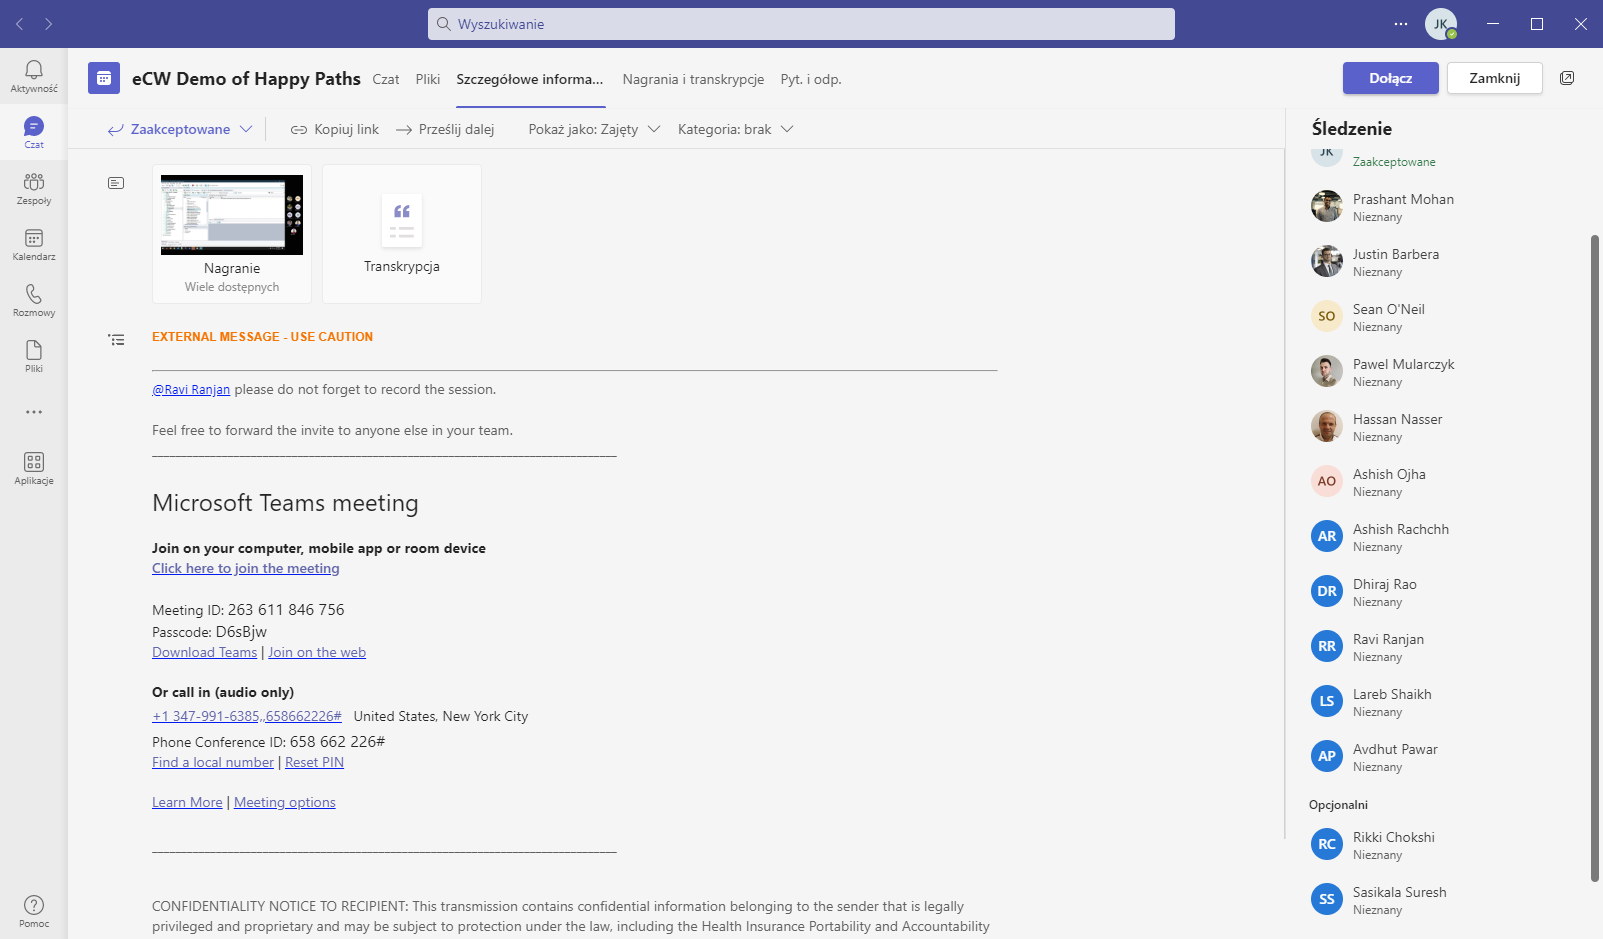 Wyszukiwanie
JK
Aktywność
Czat
Zespoły
Kalendarz
Rozmowy
Pliki
Aplikacje
Pomoc
eCW Demo of Happy Paths
Czat
Pliki
Szczegółowe informa...
Nagrania i transkrypcje
Pyt. i odp.
Dołącz
Zamknij
Zaakceptowane
Kopiuj link
Prześlij dalej
Pokaż jako: Zajęty
Kategoria: brak
Nagranie
Wiele dostępnych
Transkrypcja
EXTERNAL MESSAGE - USE CAUTION
@Ravi Ranjan please do not forget to record the session.
Feel free to forward the invite to anyone else in your team.
Microsoft Teams meeting
Join on your computer, mobile app or room device
Click here to join the meeting
Meeting ID: 263 611 846 756
Passcode: D6sBjw
Download Teams | Join on the web
Or call in (audio only)
+1 347-991-6385,,658662226# United States, New York City
Phone Conference ID: 658 662 226#
Find a local number | Reset PIN
Learn More | Meeting options
CONFIDENTIALITY NOTICE TO RECIPIENT: This transmission contains confidential information belonging to the sender that is legally
privileged and proprietary and may be subject to protection under the law, including the Health Insurance Portability and Accountability
Śledzenie
JK
Zaakceptowane
Prashant Mohan
Nieznany
Justin Barbera
Nieznany
SO
Sean O'Neil
Nieznany
Pawel Mularczyk
Nieznany
Hassan Nasser
Nieznany
AO
Ashish Ojha
Nieznany
AR
Ashish Rachchh
Nieznany
DR
Dhiraj Rao
Nieznany
RR
Ravi Ranjan
Nieznany
LS
Lareb Shaikh
Nieznany
AP
Avdhut Pawar
Nieznany
Opcjonalni
RC
Rikki Chokshi
Nieznany
SS
Sasikala Suresh
Nieznany